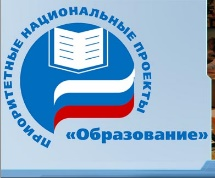 ПРИОРИТЕТНЫЕ НАЦИОНАЛЬНЫЕ ПРОЕКТЫ
«Образование»